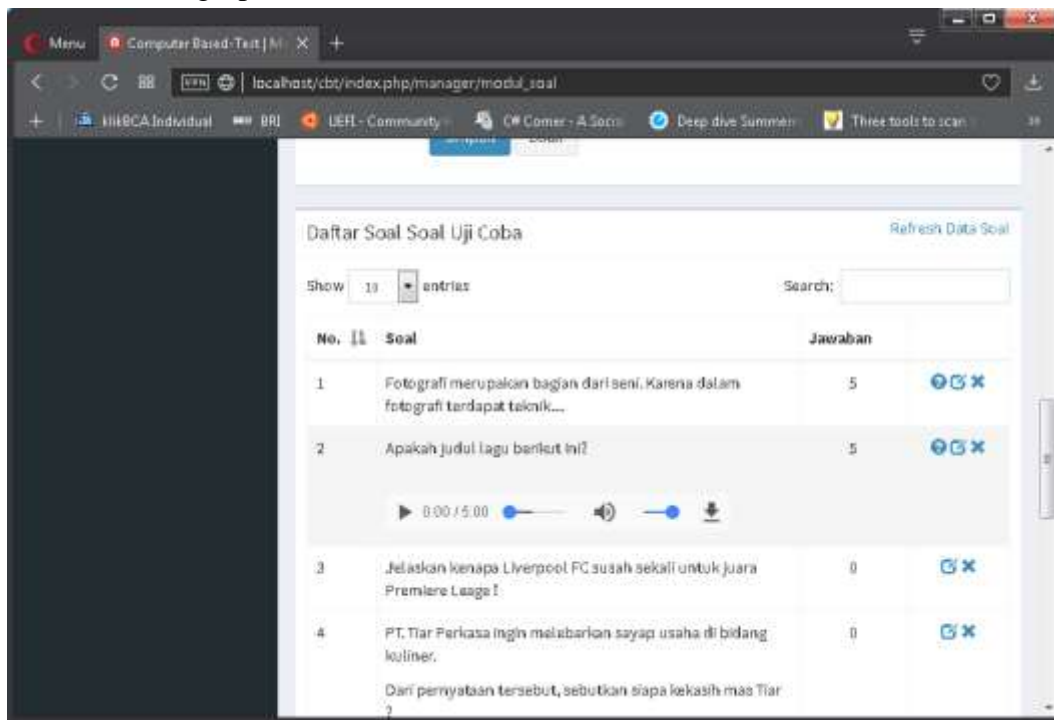 Menu Computer Based-Test | M
VPN localhost/cbt/index.php/manager/modul_soal
klikBCA Individual BRI UEFI - Community C# Corner - A Soci Deep dive Summer Three tools to scan
Daftar Soal Soal Uji Coba Refresh Data Soal
Show 10 entries Search:
No. Soal Jawaban
1 Fotografi merupakan bagian dari seni. Karena dalam 5
fotografi terdapat teknik....
2 Apakah judul lagu berikut ini? 5
0:00 / 5:00
3 Jelaskan kenapa Liverpool FC susah sekali untuk juara 0
Premiere Leage !
4 PT. Tiar Perkasa ingin melebarkan sayap usaha di bidang 0
kuliner.
Dari pernyataan tersebut, sebutkan siapa kekasih mas Tiar
?